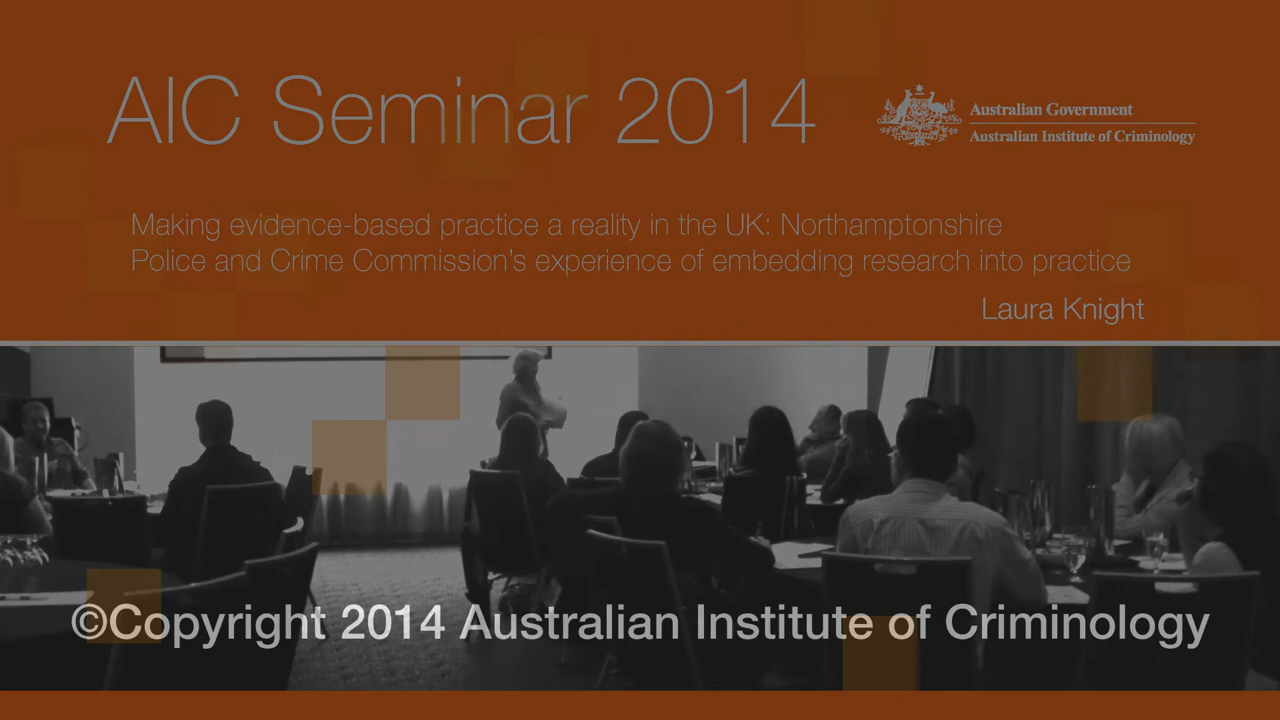 AIC Seminar 2014
Australian Government
Australian Institute of Criminology
Making evidence-based practice a reality in the UK: Northamptonshire
Police and Crime Commission's experience of embedding research into practice
Laura Knight
©Copyright 2014 Australian Institute of Criminology